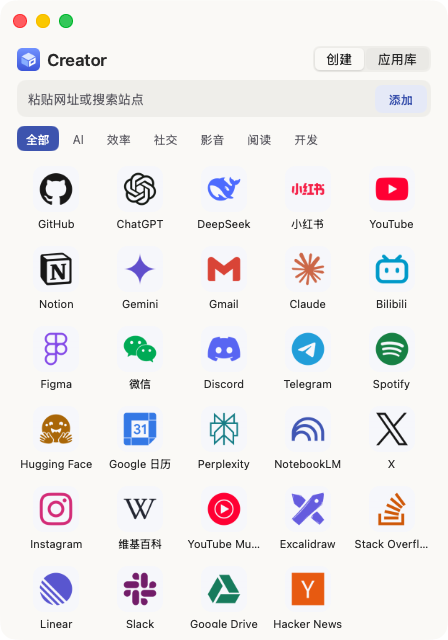 Creator
创建
应用库
粘贴网址或搜索站点
添加
全部
AI
效率
社交
影音
阅读
开发
小红书
GitHub
ChatGPT
DeepSeek
小红书
YouTube
N
Notion
Gemini
Gmail
Claude
Bilibili
Figma
微信
Discord
Telegram
Spotify
31
Hugging Face
Google 日历
Perplexity
NotebookLM
X
W
Instagram
维基百科
YouTube Mu...
Excalidraw
Stack Overfl...
Y
Linear
Slack
Google Drive
Hacker News